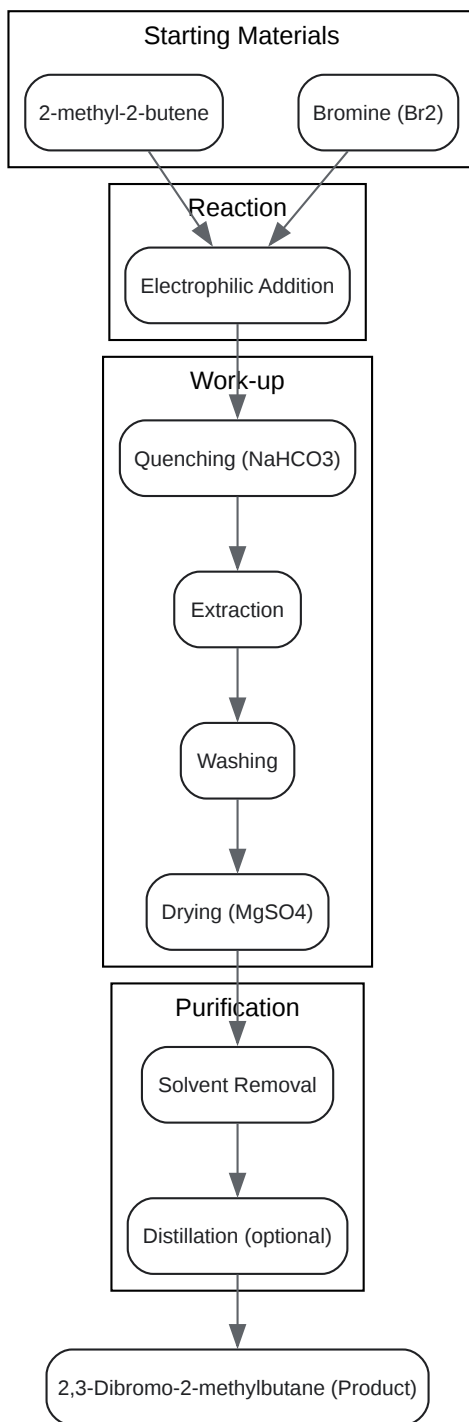 Starting Materials
2-methyl-2-butene
Bromine (Br2)
Reaction
Electrophilic Addition
Work-up
Quenching (NaHCO3)
Extraction
Washing
Drying (MgSO4)
Purification
Solvent Removal
Distillation (optional)
2,3-Dibromo-2-methylbutane (Product)